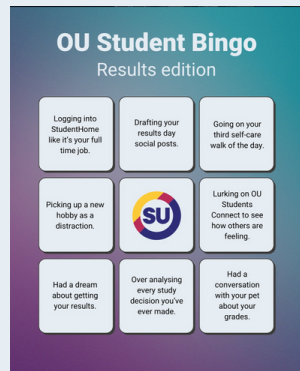 OU Student Bingo
Results edition
Logging into
StudentHome
like it's your full
time job.
Drafting your
results day
social posts.
Going on your
third self-care
walk of the day.
Picking up a new
hobby as a
distraction.
SU
Lurking on OU
Students
Connect to see
how others are
feeling.
Had a dream
about getting
your results.
Over analysing
every study
decision you've
ever made.
Had a
conversation
with your pet
about your
grades.